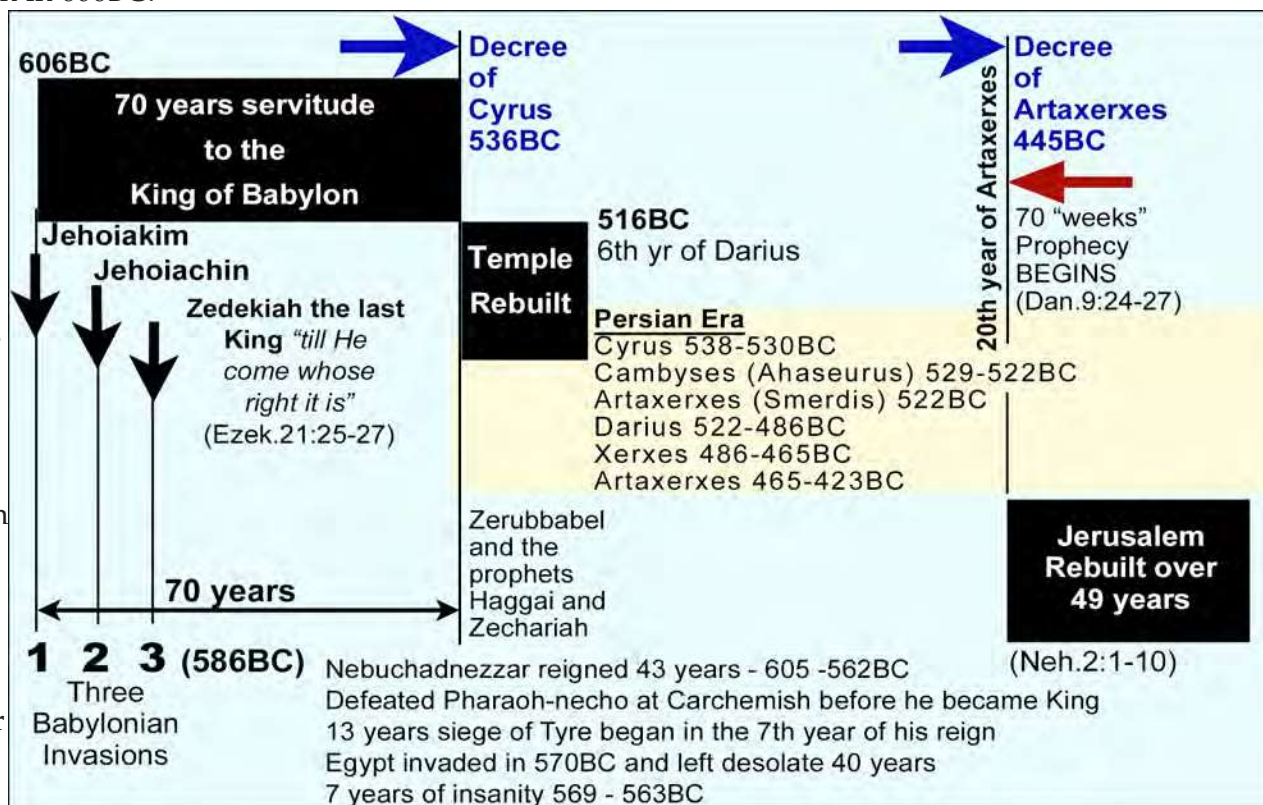 606BC
70 years servitude
to the
King of Babylon
Decree
of
Cyrus
536BC
Decree
of
Artaxerxes
445BC
20th year of Artaxerxes
70 “weeks”
Prophecy
BEGINS
(Dan.9:24-27)
Jehoiakim
Jehoiachin
Zedekiah the last
King “till He
come whose
right it is”
(Ezek.21:25-27)
Temple
Rebuilt
516BC
6th yr of Darius
Persian Era
Cyrus 538-530BC
Cambyses (Ahaseurus) 529-522BC
Artaxerxes (Smerdis) 522BC
Darius 522-486BC
Xerxes 486-465BC
Artaxerxes 465-423BC
Zerubbabel
and the
prophets
Haggai and
Zechariah
Jerusalem
Rebuilt over
49 years
(Neh.2:1-10)
70 years
1 2 3 (586BC)
Three
Babylonian
Invasions
Nebuchadnezzar reigned 43 years - 605 -562BC
Defeated Pharaoh-necho at Carchemish before he became King
13 years siege of Tyre began in the 7th year of his reign
Egypt invaded in 570BC and left desolate 40 years
7 years of insanity 569 - 563BC